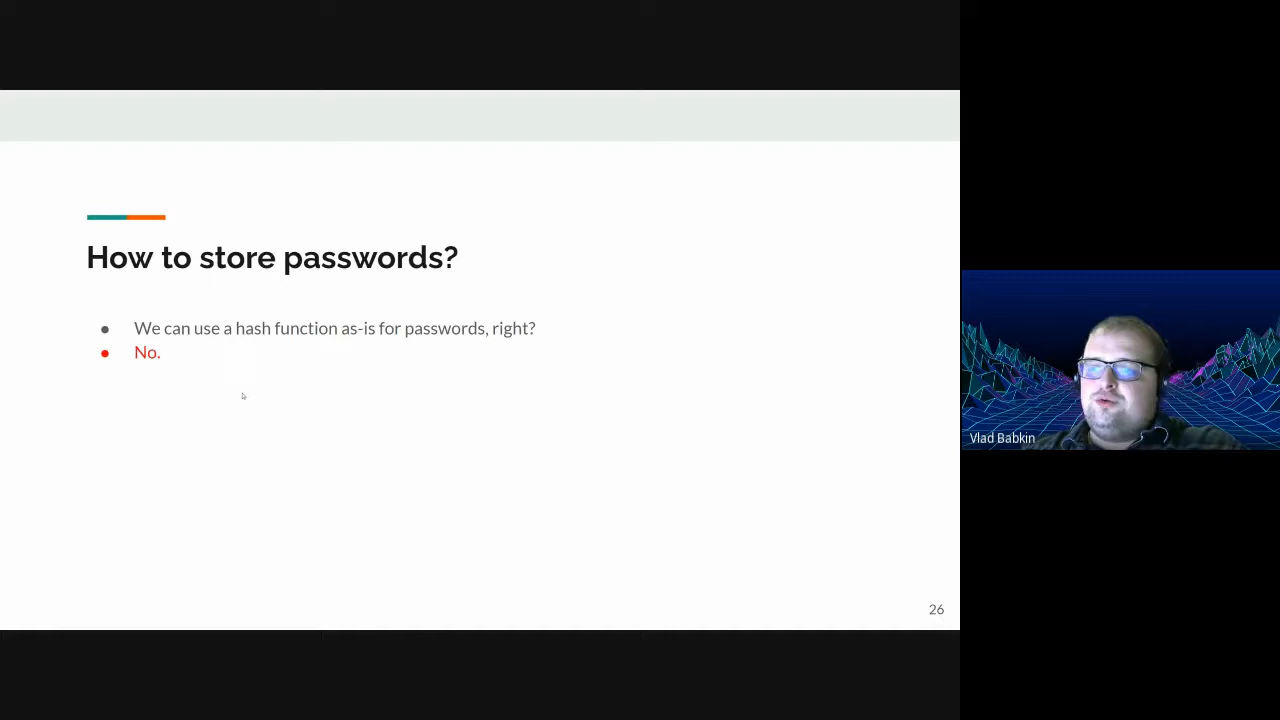 How to store passwords?
● We can use a hash function as-is for passwords, right?
● No.
26
Vlad Babkin